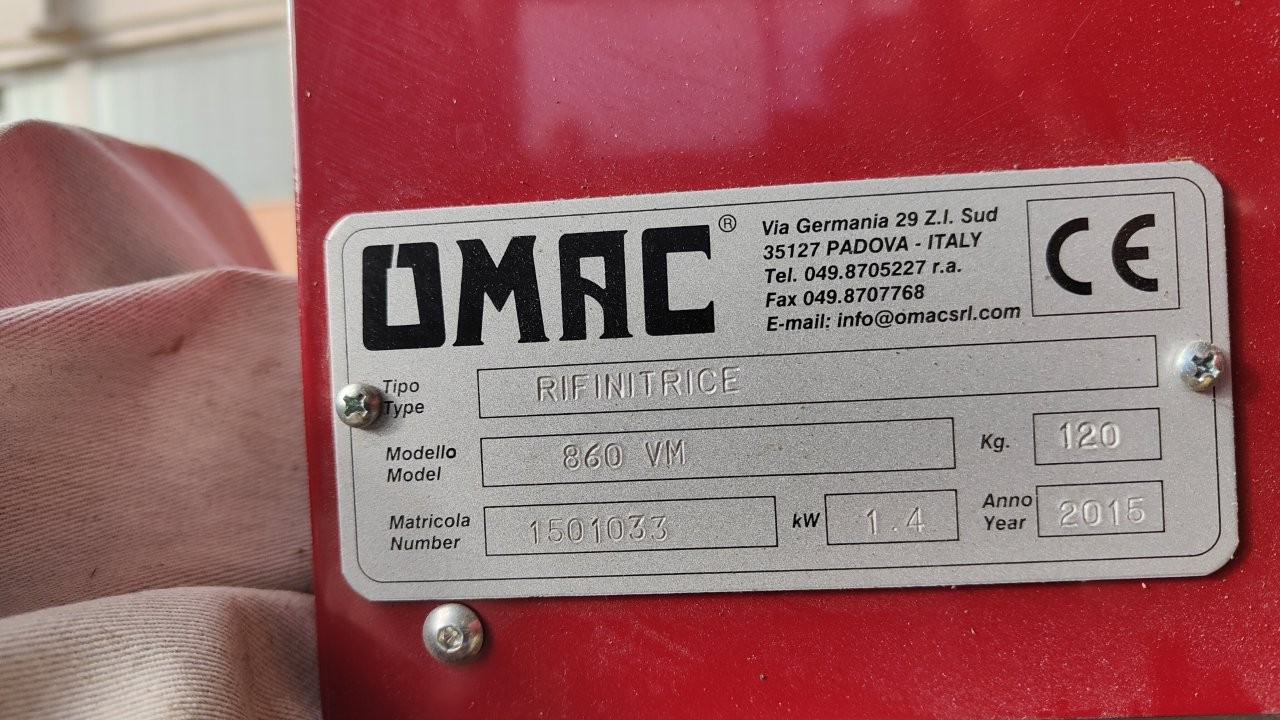 OMAC®
Via Germania 29 Z.I. Sud
35127 PADOVA - ITALY
Tel. 049.8705227 r.a.
Fax 049.8707768
E-mail: info@omacsrl.com
CE
Tipo
Type
RIFINITRICE
Modello
Model
860 VM
Kg.
120
Matricola
Number
1501033
kW
1.4
Anno
Year
2015